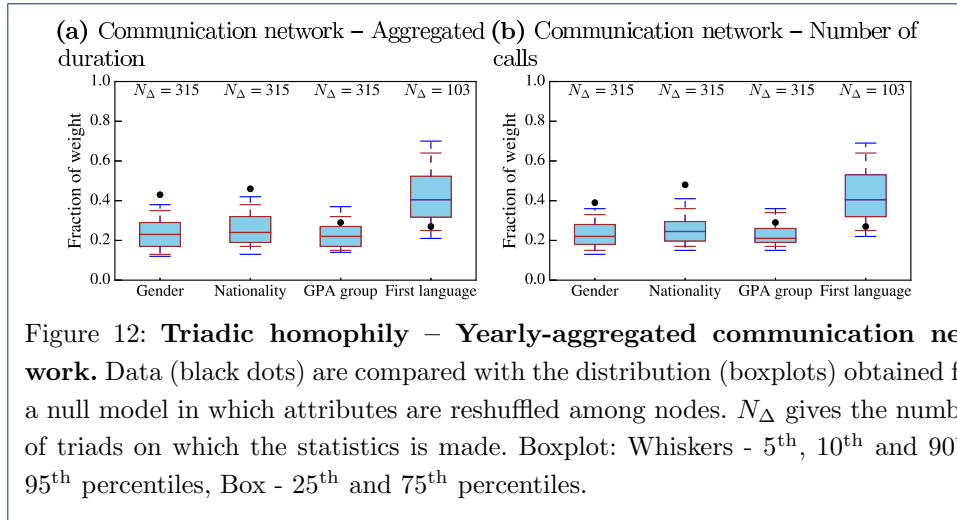 (a) Communication network – Aggregated
duration
(b) Communication network – Number of
calls
N_Δ = 315 N_Δ = 315 N_Δ = 315 N_Δ = 103
1.0
0.8
0.6
0.4
0.2
0.0
Fraction of weight
Gender Nationality GPA group First language
N_Δ = 315 N_Δ = 315 N_Δ = 315 N_Δ = 103
1.0
0.8
0.6
0.4
0.2
0.0
Fraction of weight
Gender Nationality GPA group First language
Figure 12: Triadic homophily – Yearly-aggregated communication ne
work. Data (black dots) are compared with the distribution (boxplots) obtained f
a null model in which attributes are reshuffled among nodes. N_Δ gives the numb
of triads on which the statistics is made. Boxplot: Whiskers - 5th, 10th and 90
95th percentiles, Box - 25th and 75th percentiles.